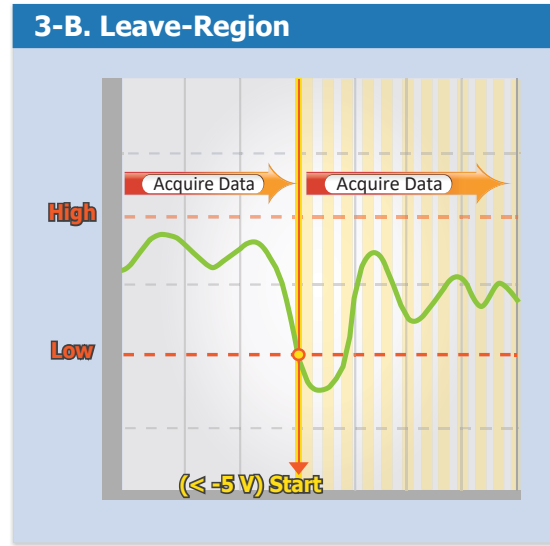 3-B. Leave-Region
Acquire Data Acquire Data
High
Low
(< -5 V) Start